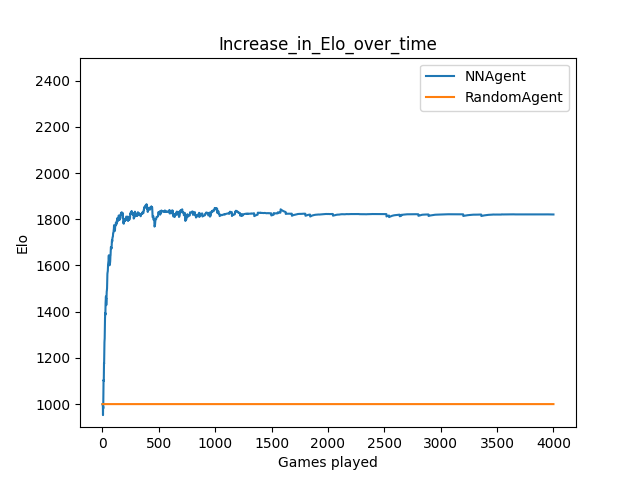 Increase_in_Elo_over_time
NNAgent
RandomAgent
2400
2200
2000
1800
1600
1400
1200
1000
Elo
0 500 1000 1500 2000 2500 3000 3500 4000
Games played